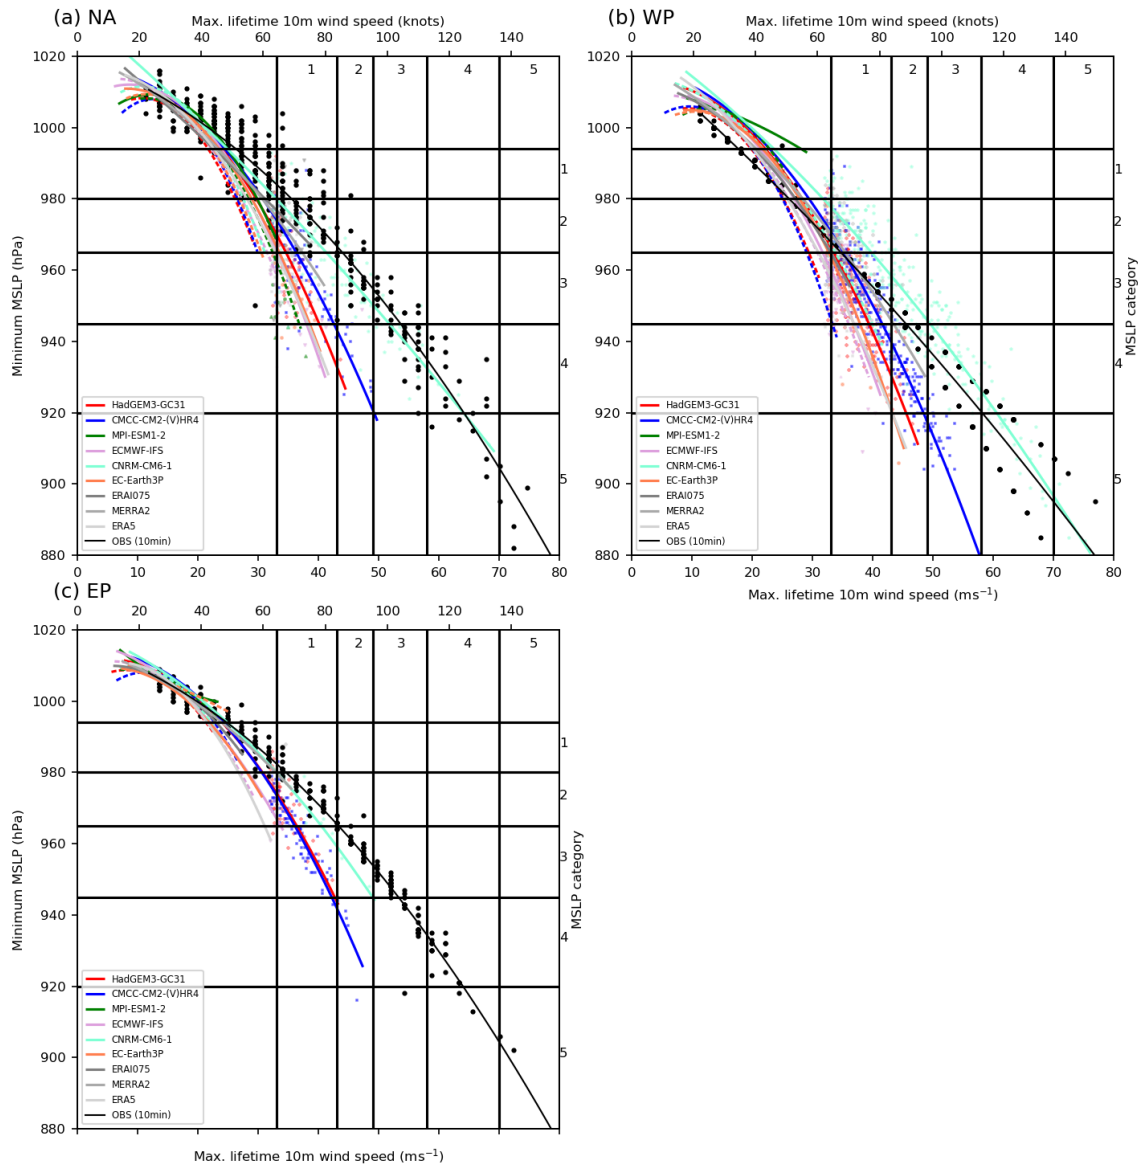 (a) NA
Max. lifetime 10m wind speed (knots)
0 20 40 60 80 100 120 140
1 2 3 4 5
1020
1000
980
960
940
920
900
880
Minimum MSLP (hPa)
1
2
3
4
5
HadGEM3-GC31
CMCC-CM2-(V)HR4
MPI-ESM1-2
ECMWF-IFS
CNRM-CM6-1
EC-Earth3P
ERAI075
MERRA2
ERA5
OBS (10min)
0 10 20 30 40 50 60 70 80
(b) WP
Max. lifetime 10m wind speed (knots)
0 20 40 60 80 100 120 140
1 2 3 4 5
1020
1000
980
960
940
920
900
880
1
2
3
4
5
MSLP category
HadGEM3-GC31
CMCC-CM2-(V)HR4
MPI-ESM1-2
ECMWF-IFS
CNRM-CM6-1
EC-Earth3P
ERAI075
MERRA2
ERA5
OBS (10min)
0 10 20 30 40 50 60 70 80
Max. lifetime 10m wind speed (ms⁻¹)
(c) EP
0 20 40 60 80 100 120 140
1 2 3 4 5
1020
1000
980
960
940
920
900
880
Minimum MSLP (hPa)
1
2
3
4
5
MSLP category
HadGEM3-GC31
CMCC-CM2-(V)HR4
MPI-ESM1-2
ECMWF-IFS
CNRM-CM6-1
EC-Earth3P
ERAI075
MERRA2
ERA5
OBS (10min)
Max. lifetime 10m wind speed (ms⁻¹)